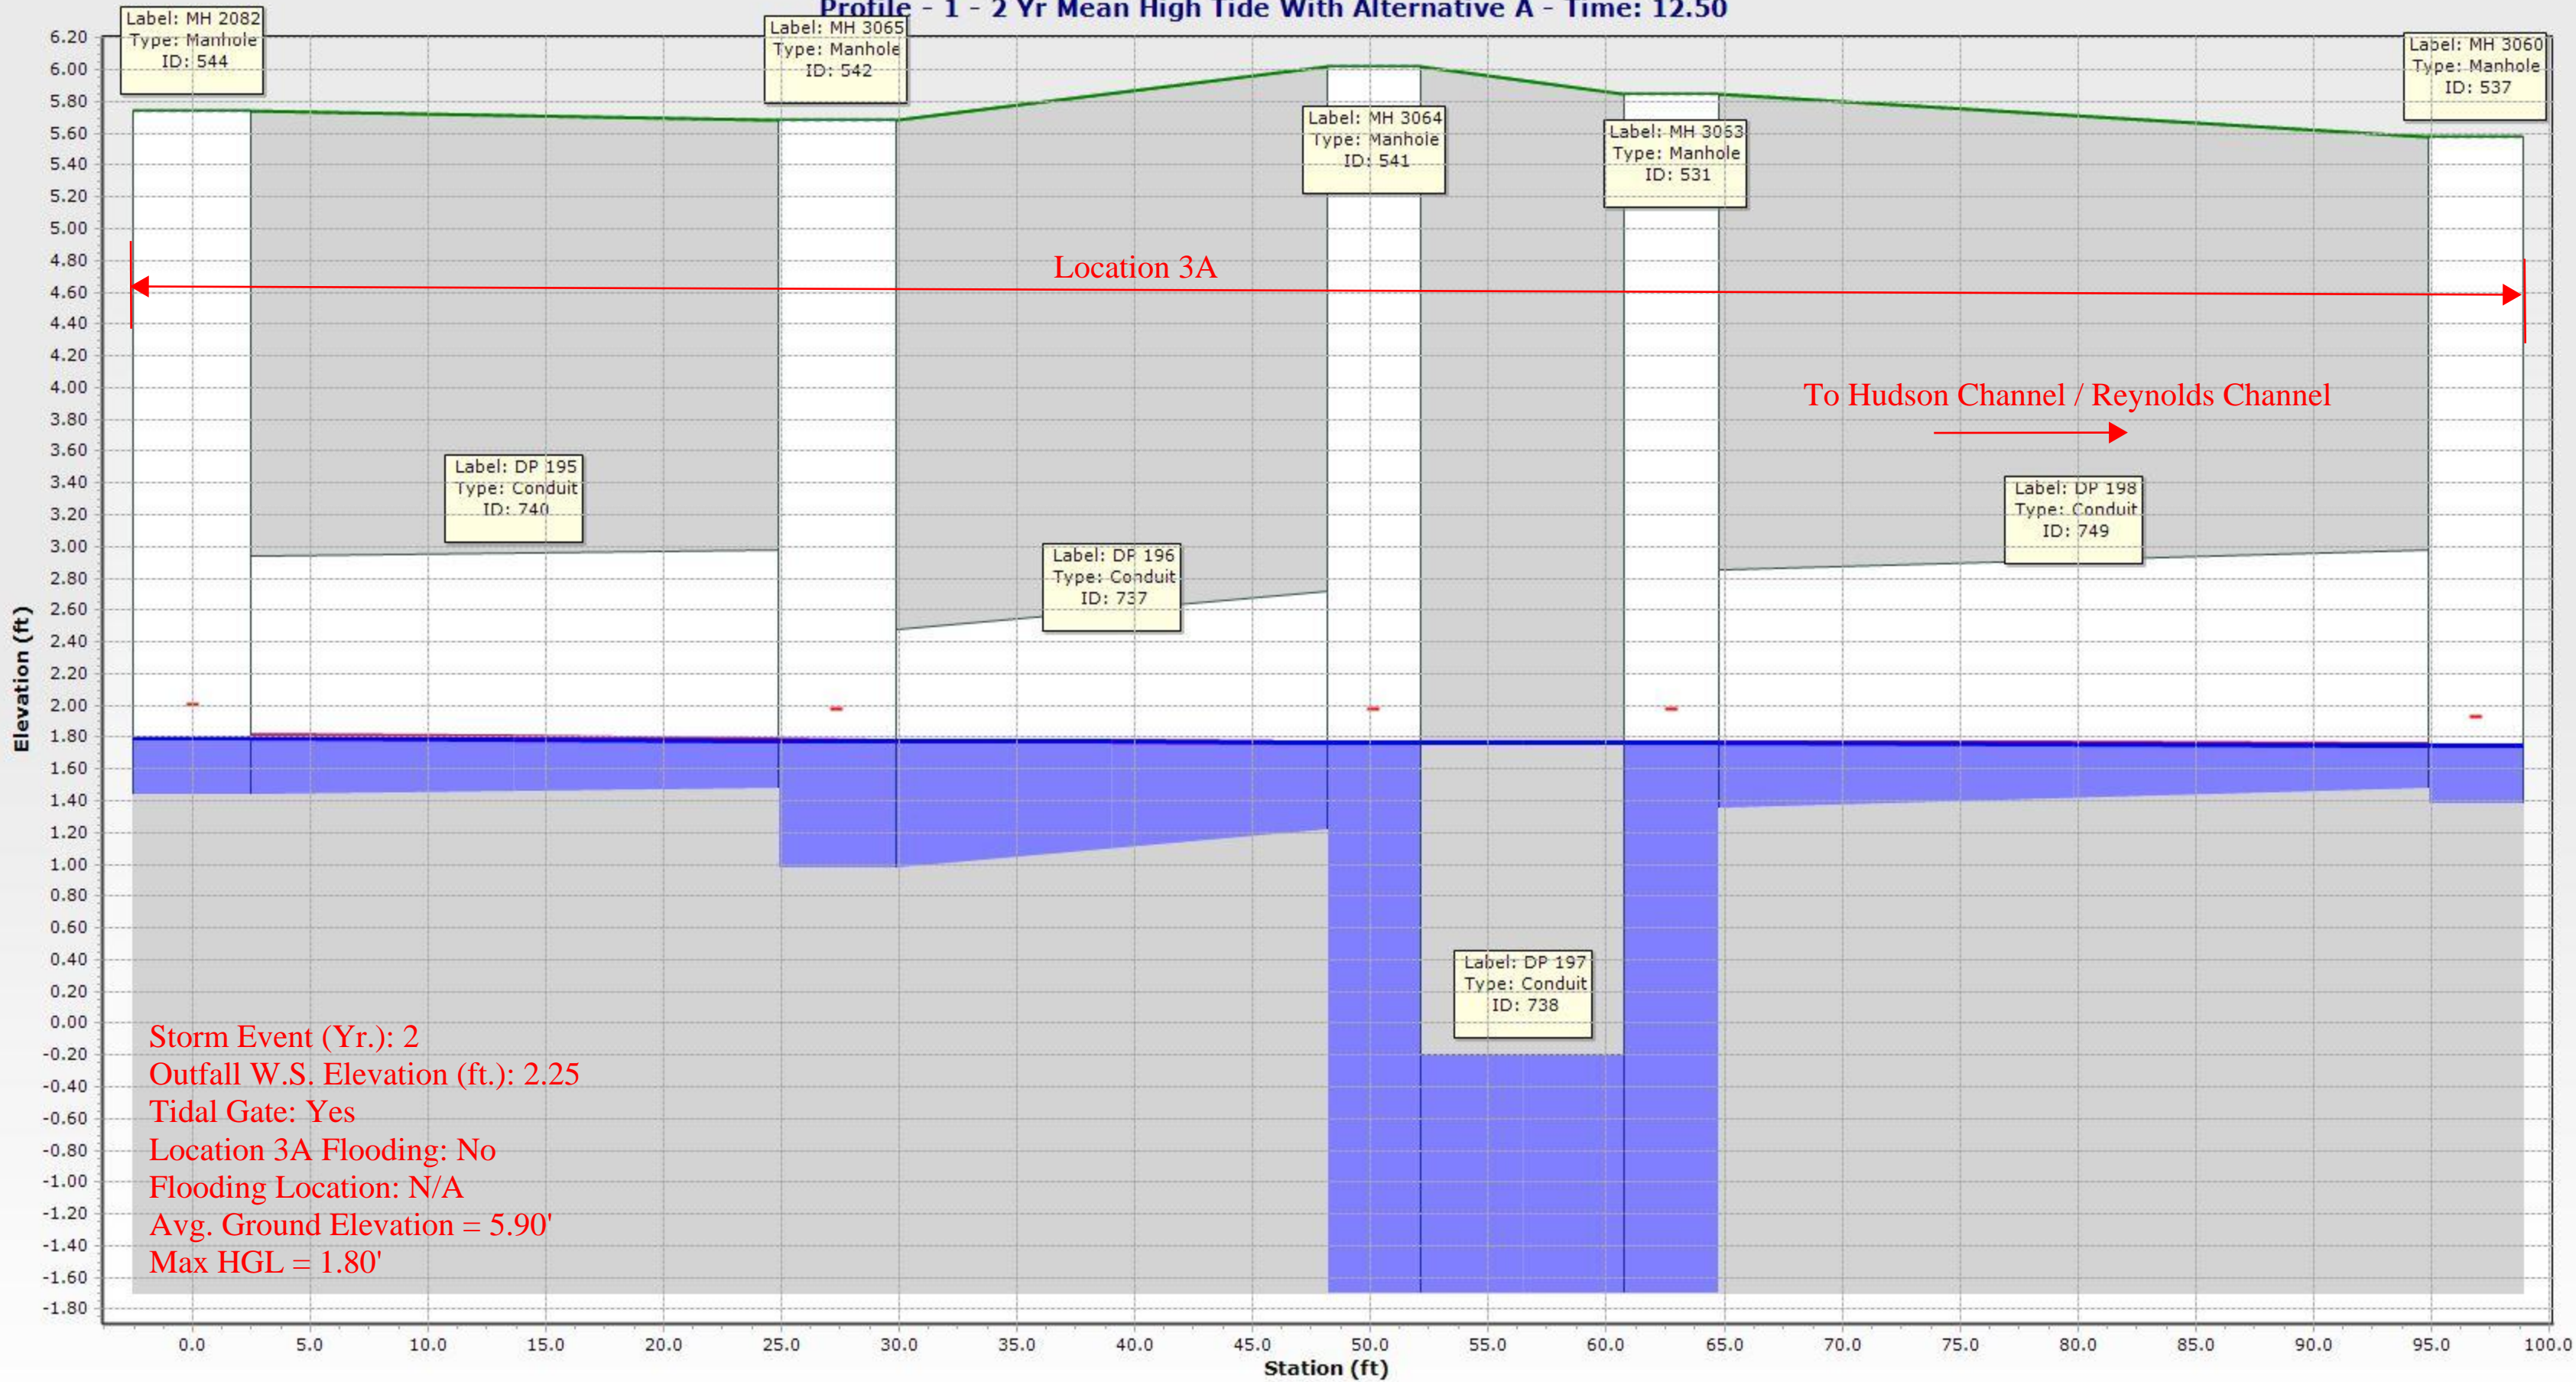 Profile - 1 - 2 Yr Mean High Tide With Alternative A - Time: 12.50
Label: MH 2082
Type: Manhole
ID: 544
Label: MH 3065
Type: Manhole
ID: 542
Label: MH 3064
Type: Manhole
ID: 541
Label: MH 3063
Type: Manhole
ID: 531
Label: MH 3060
Type: Manhole
ID: 537
Location 3A
To Hudson Channel / Reynolds Channel
Label: DP 195
Type: Conduit
ID: 740
Label: DP 196
Type: Conduit
ID: 737
Label: DP 198
Type: Conduit
ID: 749
Label: DP 197
Type: Conduit
ID: 738
Storm Event (Yr.): 2
Outfall W.S. Elevation (ft.): 2.25
Tidal Gate: Yes
Location 3A Flooding: No
Flooding Location: N/A
Avg. Ground Elevation = 5.90'
Max HGL = 1.80'
Elevation (ft)
6.20
6.00
5.80
5.60
5.40
5.20
5.00
4.80
4.60
4.40
4.20
4.00
3.80
3.60
3.40
3.20
3.00
2.80
2.60
2.40
2.20
2.00
1.80
1.60
1.40
1.20
1.00
0.80
0.60
0.40
0.20
0.00
-0.20
-0.40
-0.60
-0.80
-1.00
-1.20
-1.40
-1.60
-1.80
0.0 5.0 10.0 15.0 20.0 25.0 30.0 35.0 40.0 45.0 50.0 55.0 60.0 65.0 70.0 75.0 80.0 85.0 90.0 95.0 100.0
Station (ft)